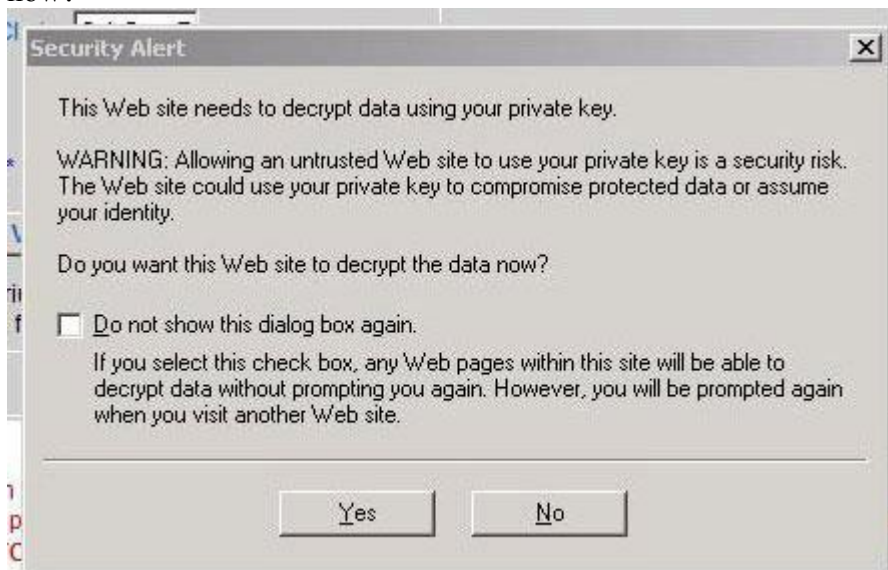 Security Alert
This Web site needs to decrypt data using your private key.
WARNING: Allowing an untrusted Web site to use your private key is a security risk.
The Web site could use your private key to compromise protected data or assume
your identity.
Do you want this Web site to decrypt the data now?
Do not show this dialog box again.
If you select this check box, any Web pages within this site will be able to
decrypt data without prompting you again. However, you will be prompted again
when you visit another Web site.
Yes No